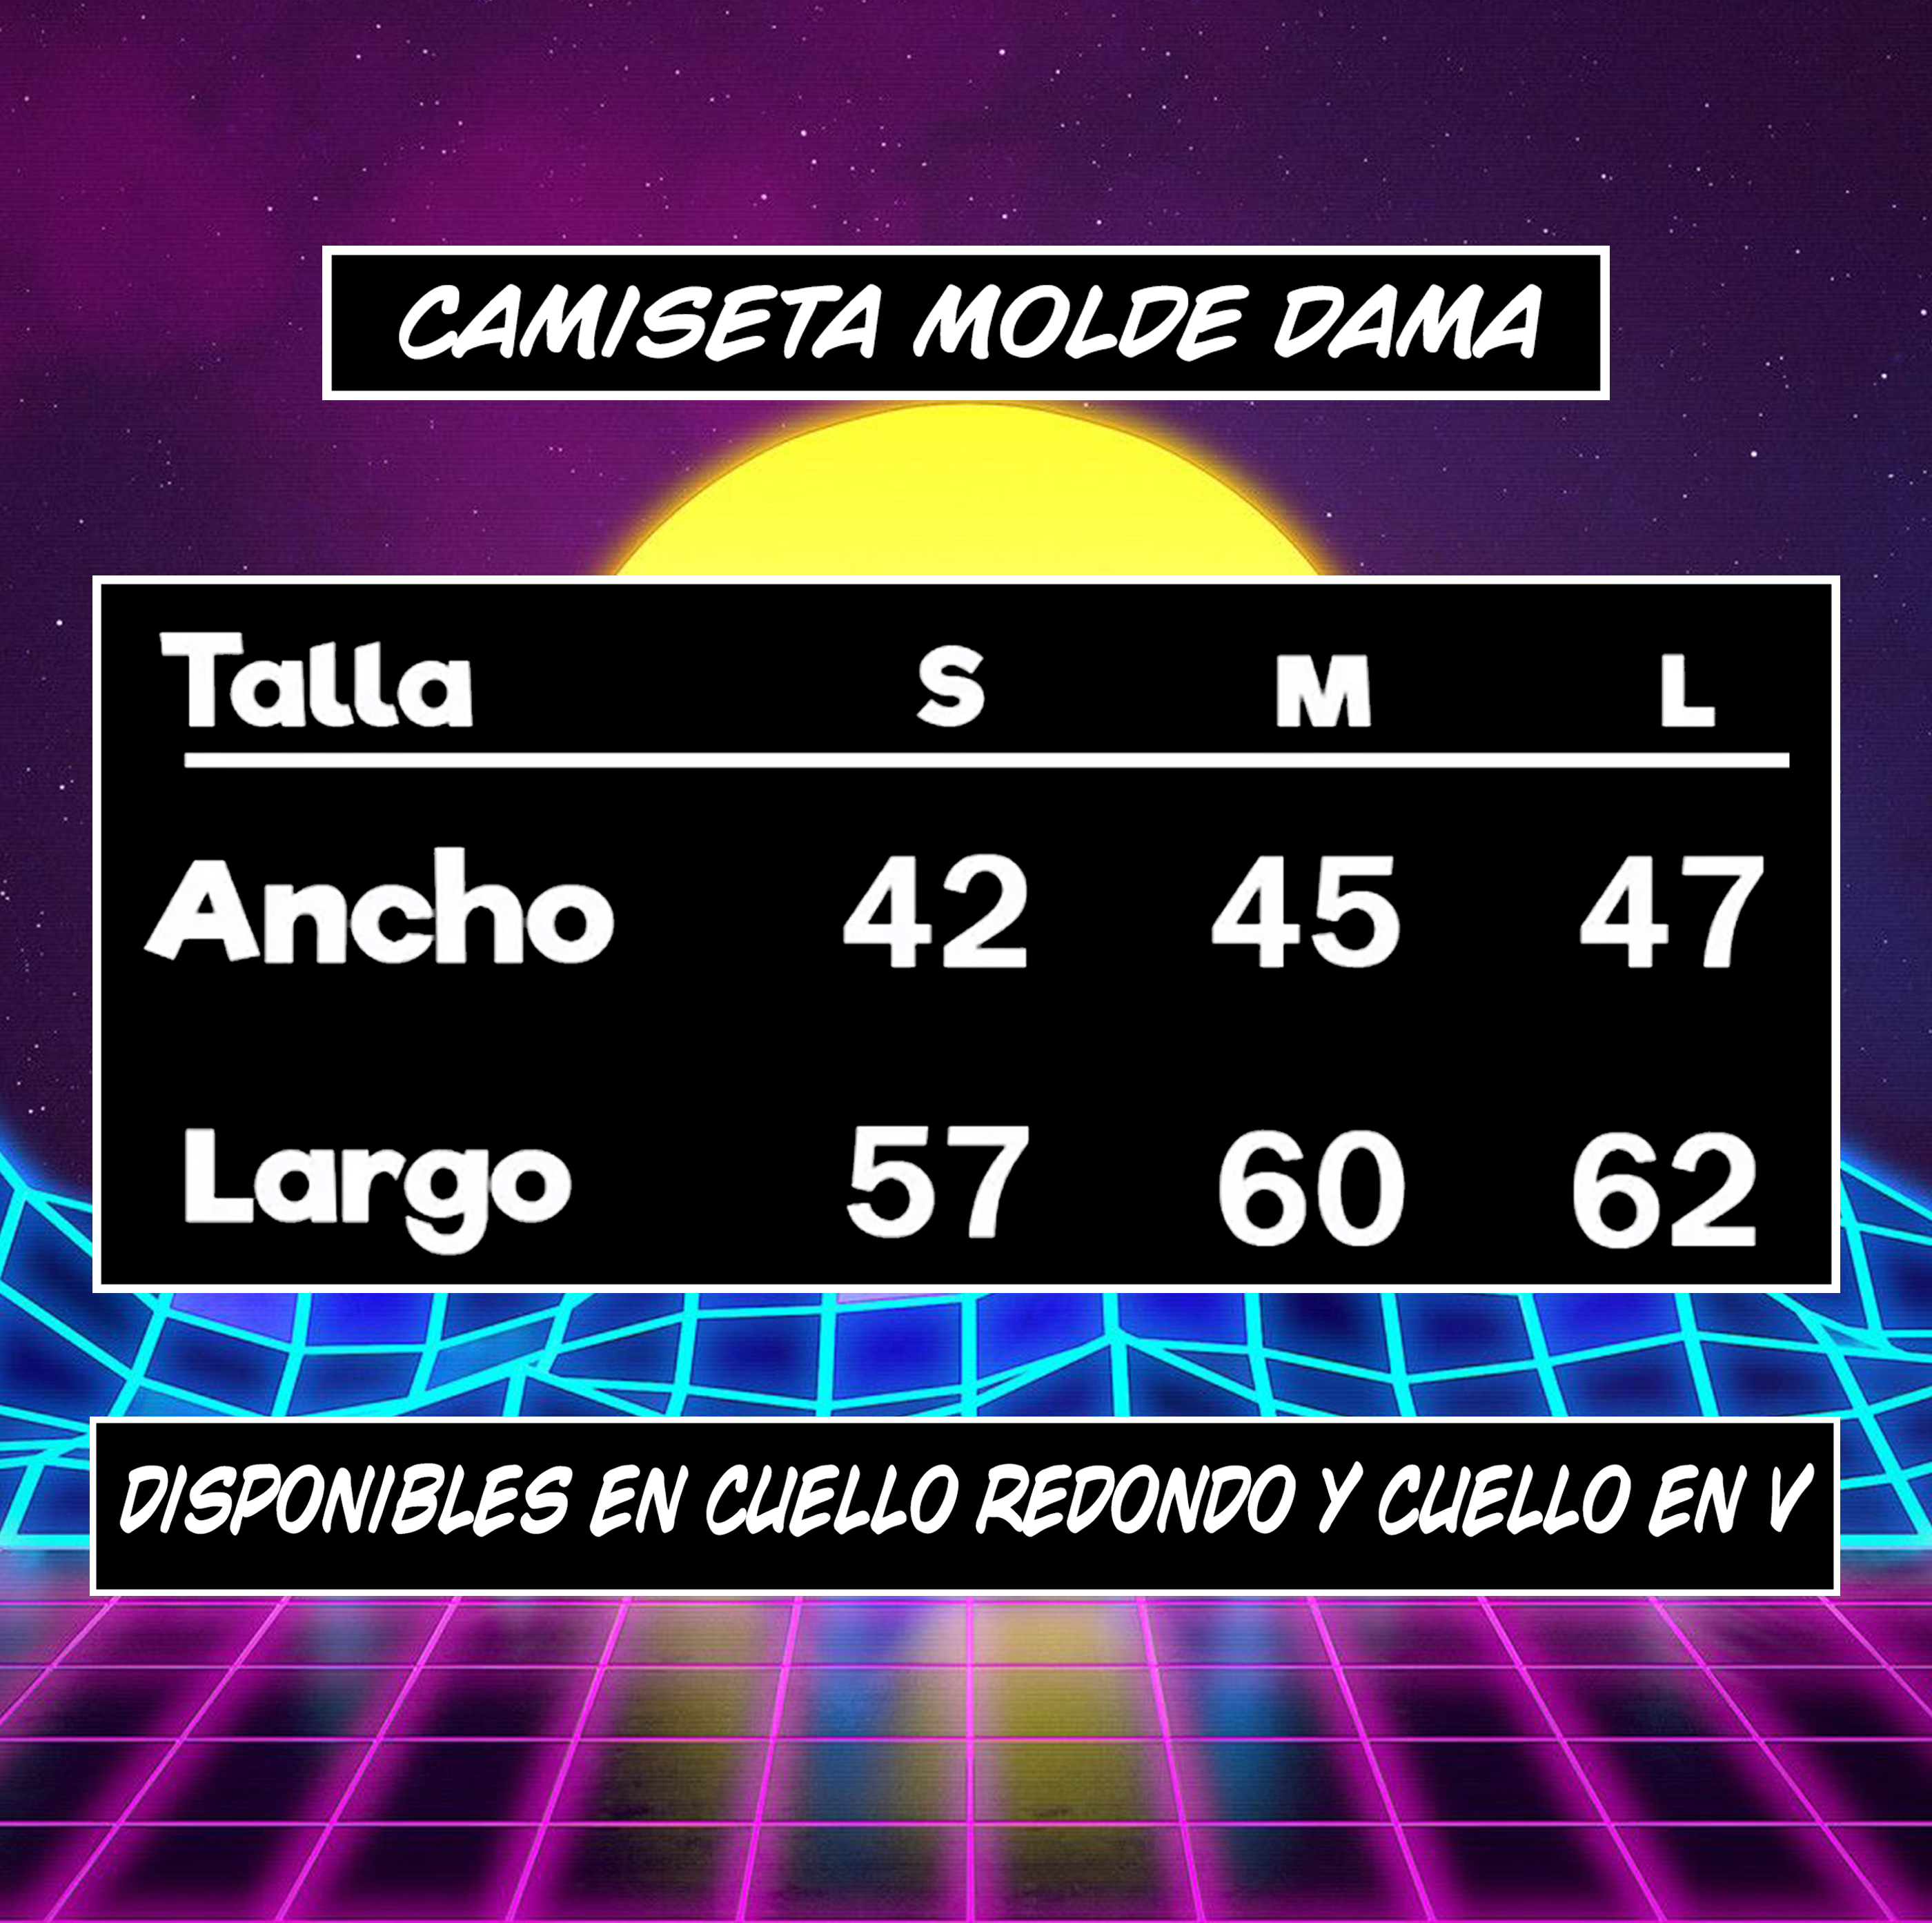 CAMISETA MOLDE DAMA
Talla S M L
Ancho 42 45 47
Largo 57 60 62
DISPONIBLES EN CUELLO REDONDO Y CUELLO EN V